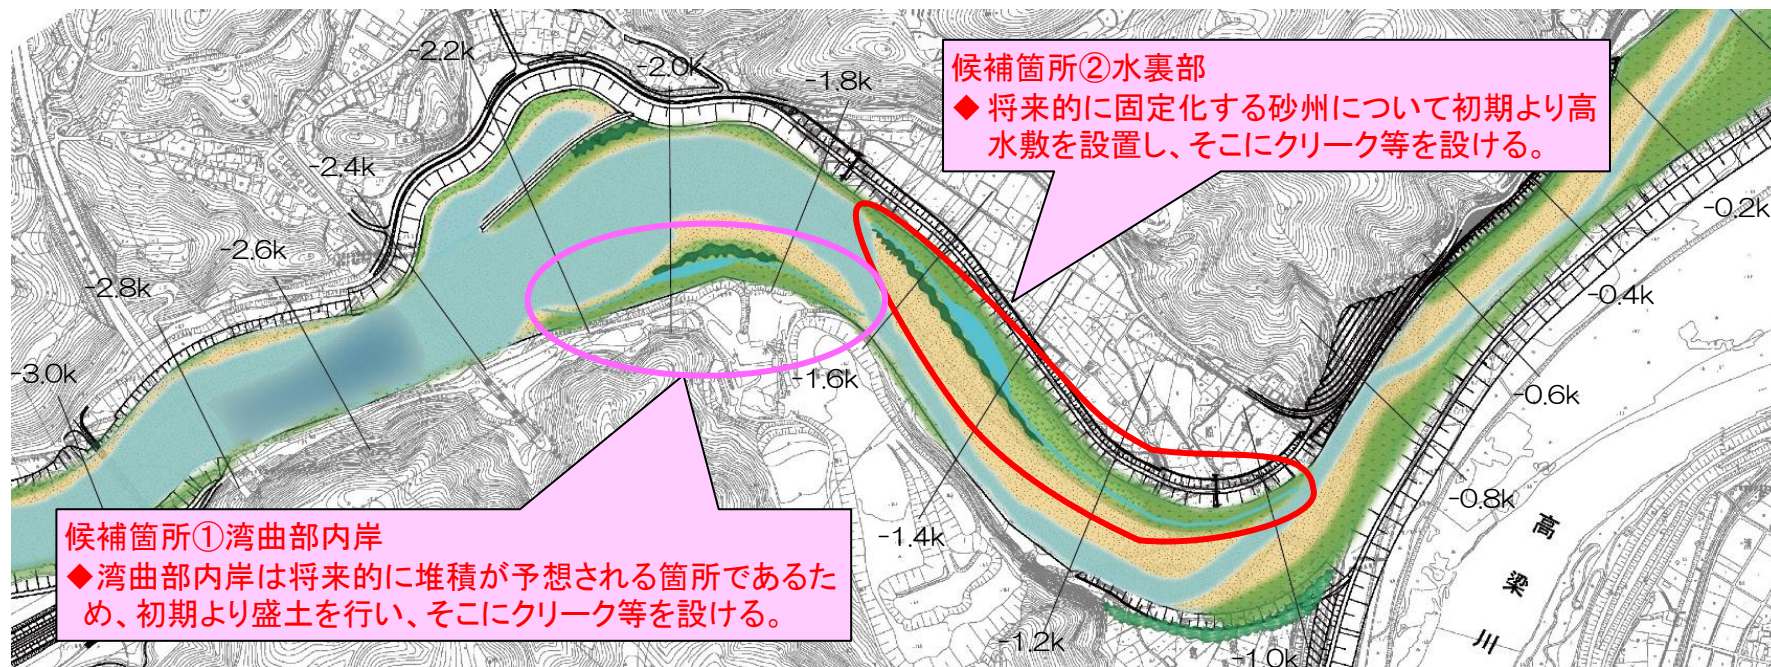 -2.2k
-2.0k
-1.8k
-2.4k
-2.6k
-2.8k
-3.0k
候補箇所②水裏部
◆ 将来的に固定化する砂州について初期より高
水敷を設置し、そこにクリーク等を設ける。
-0.2k
-0.4k
-0.6k
-0.8k
-1.6k
-1.4k
-1.2k
-1.0k
候補箇所①湾曲部内岸
◆湾曲部内岸は将来的に堆積が予想される箇所であるた
め、初期より盛土を行い、そこにクリーク等を設ける。
高梁川